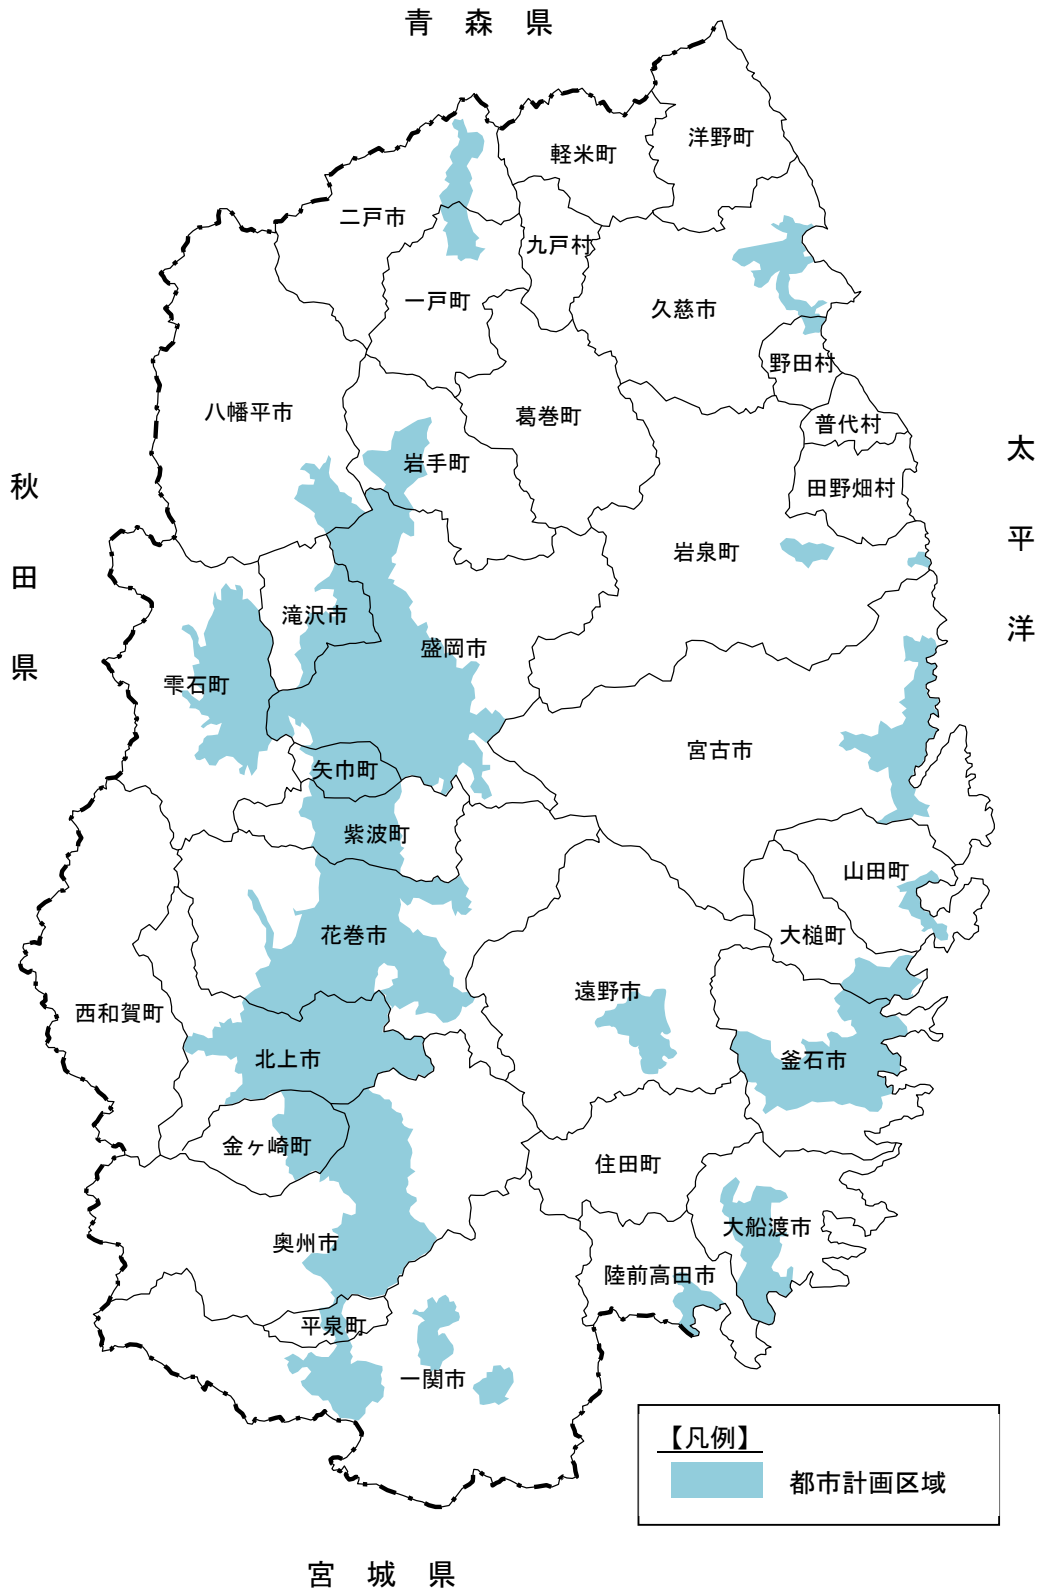 青森県
洋野町
軽米町
二戸市
九戸村
一戸町
久慈市
野田村
八幡平市
葛巻町
普代村
岩手町
田野畑村
太平洋
秋田県
岩泉町
滝沢市
盛岡市
雫石町
宮古市
矢巾町
紫波町
山田町
花巻市
大槌町
遠野市
西和賀町
北上市
釜石市
金ヶ崎町
住田町
大船渡市
奥州市
陸前高田市
平泉町
一関市
【凡例】
都市計画区域
宮城県